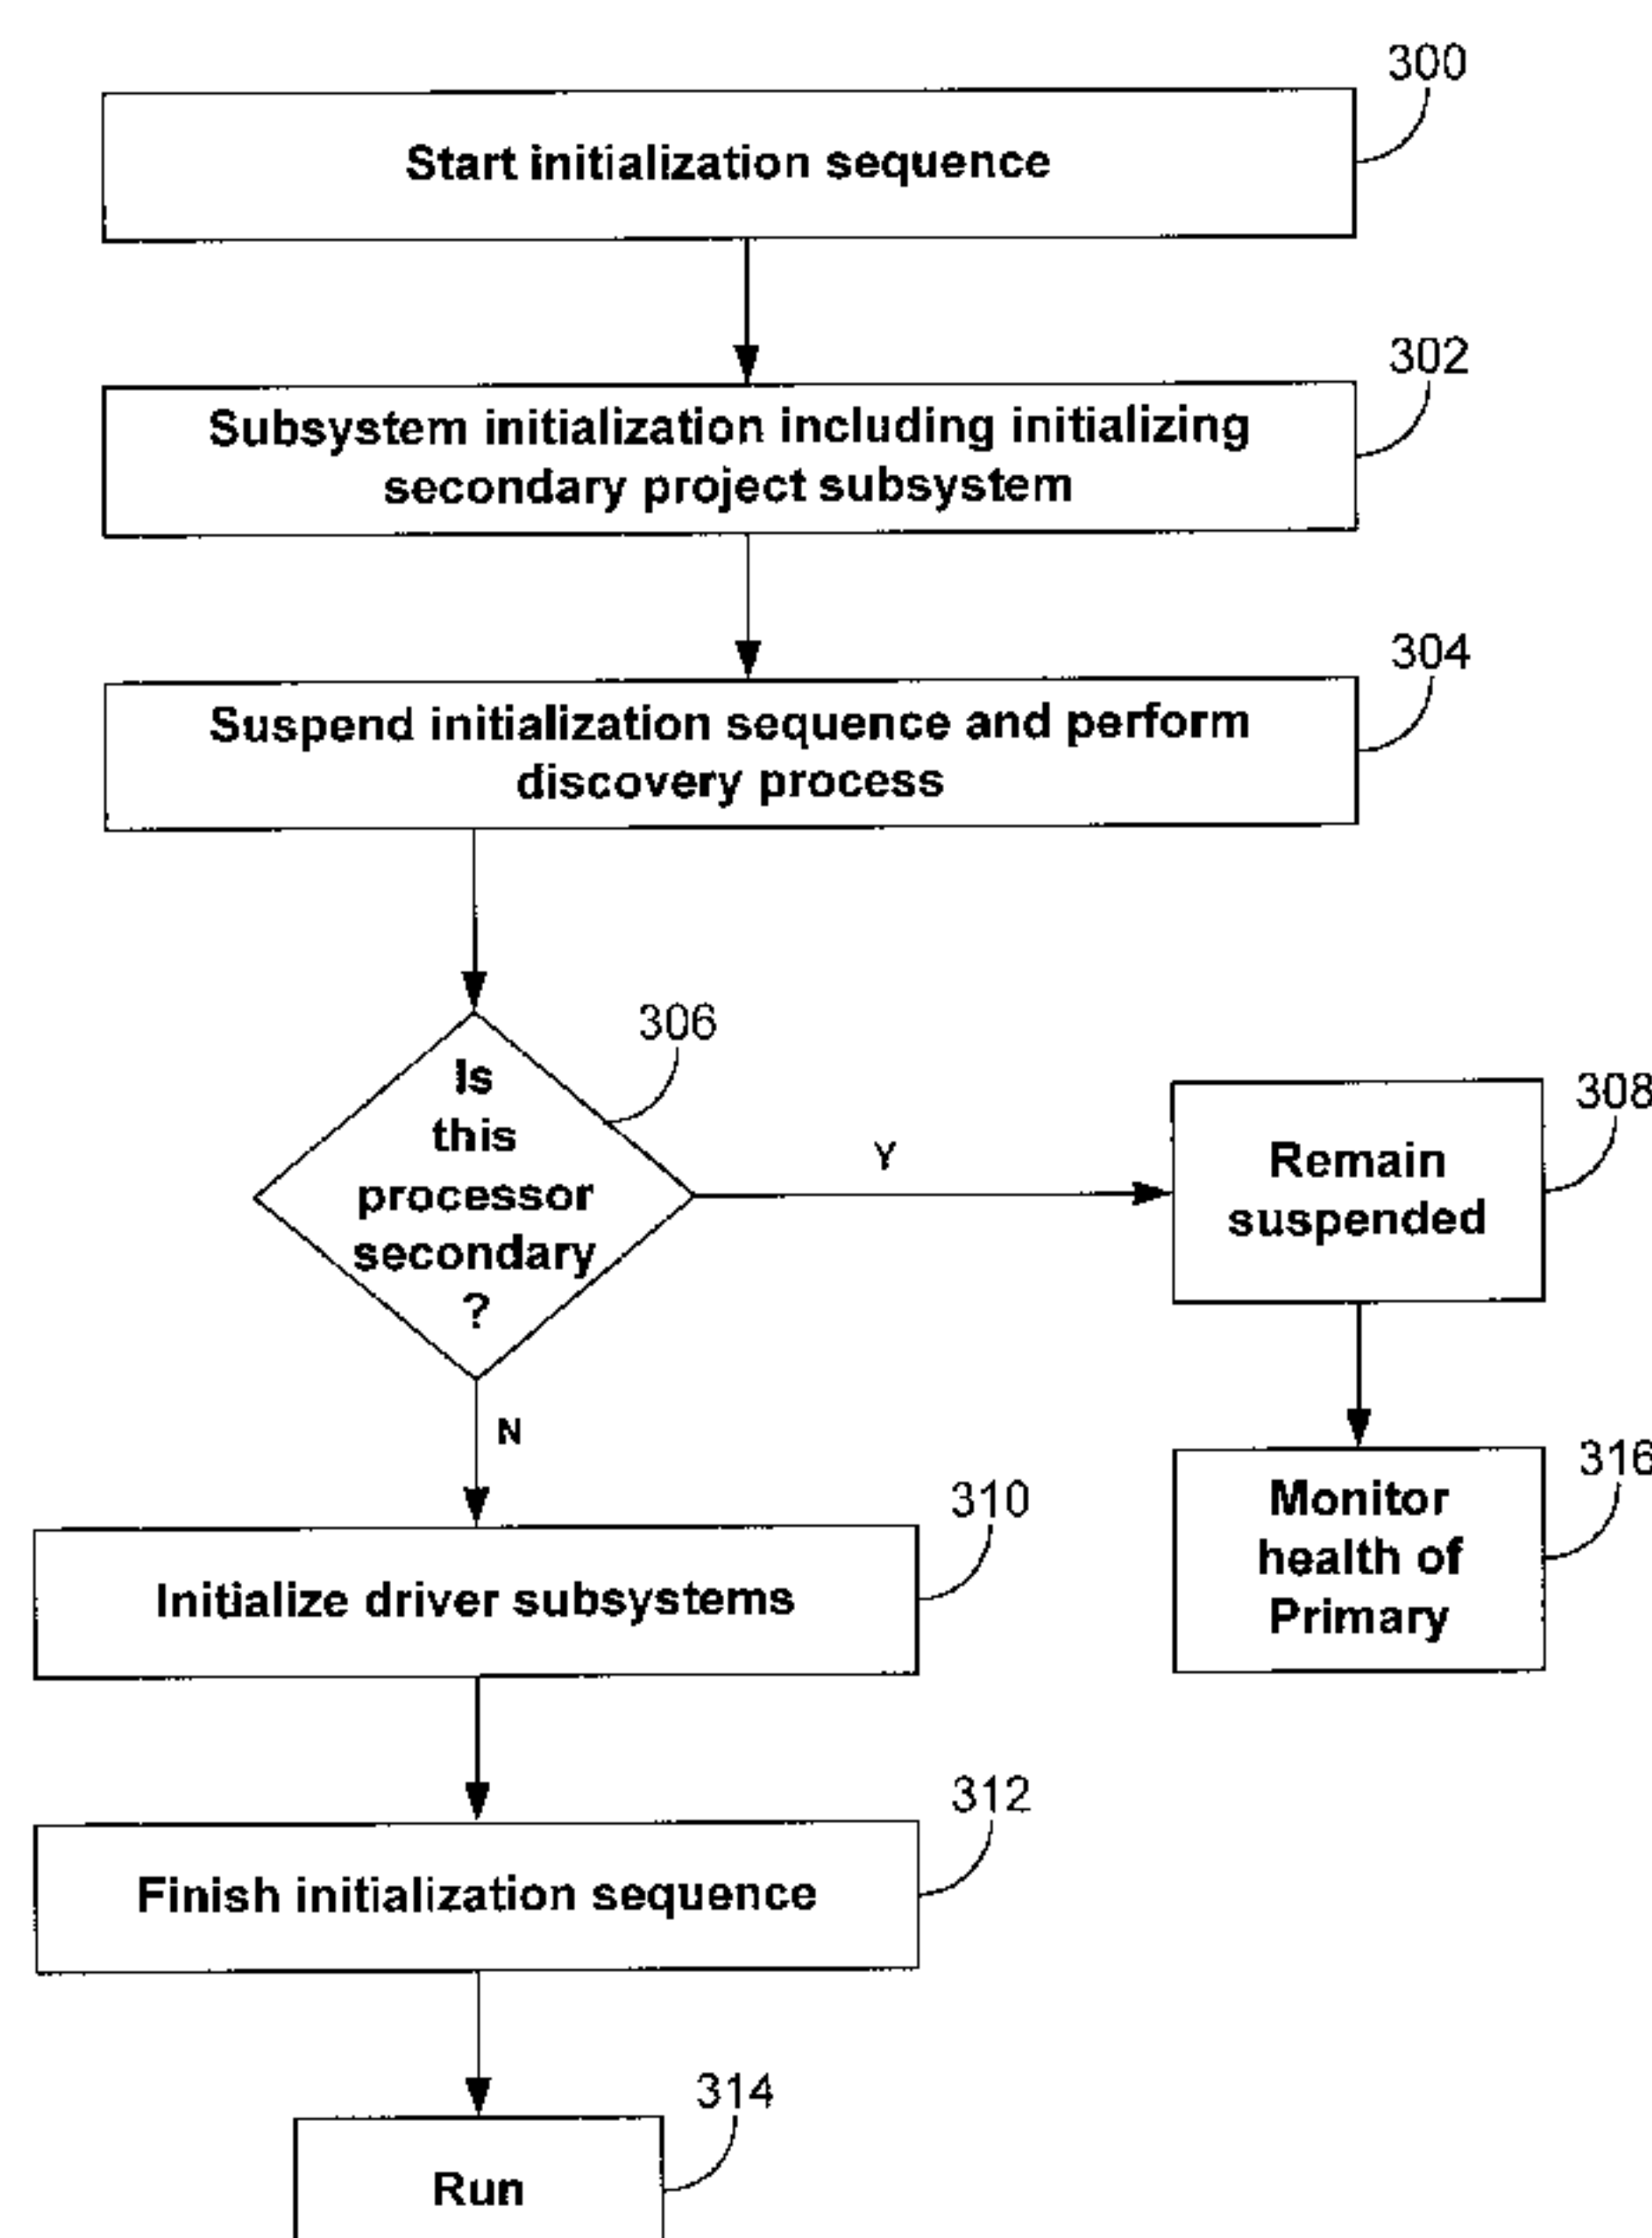 300
Start initialization sequence
302
Subsystem initialization including initializing
secondary project subsystem
304
Suspend initialization sequence and perform
discovery process
306
Is
this
processor
secondary
?
Y
308
Remain
suspended
N
310
Initialize driver subsystems
316
Monitor
health of
Primary
312
Finish initialization sequence
314
Run